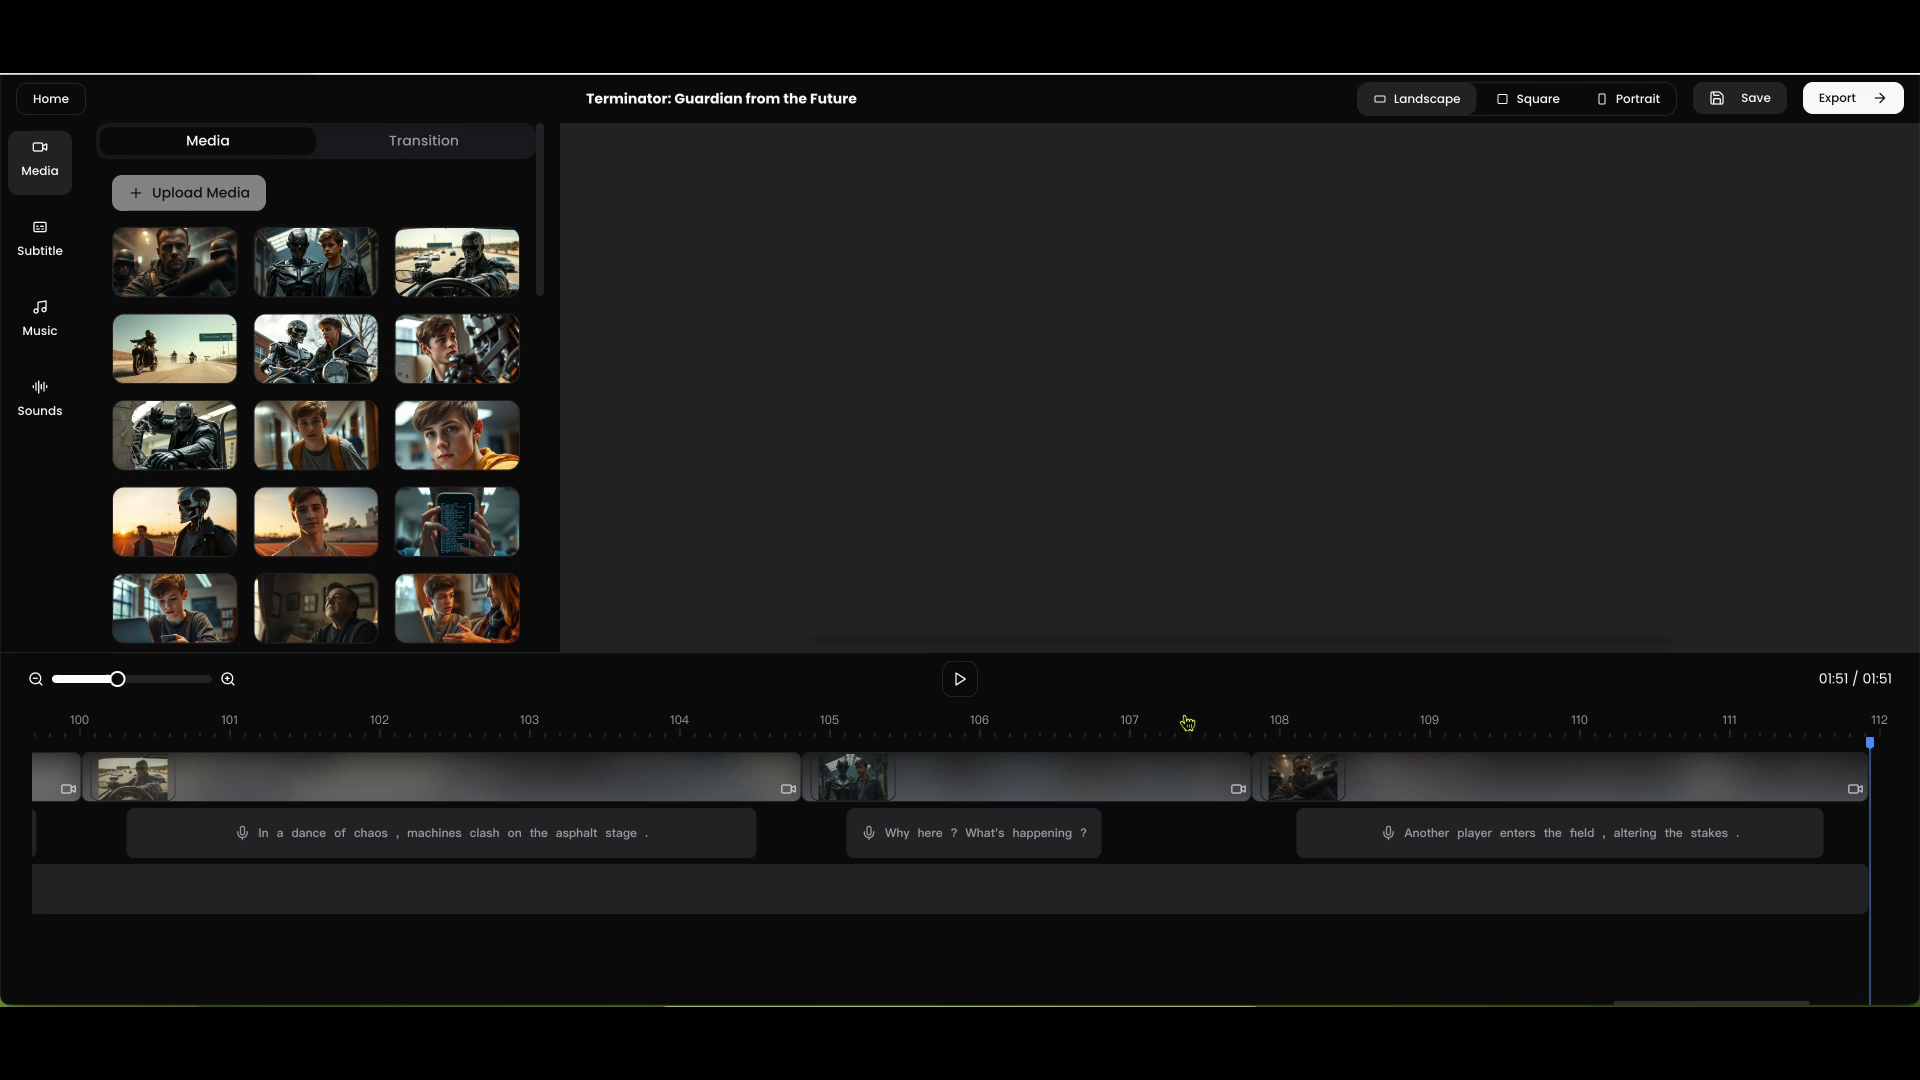 Home
Terminator: Guardian from the Future
Landscape
Square
Portrait
Save
Export
Media
Subtitle
Music
Sounds
Media
Transition
Upload Media
01:51 / 01:51
100 101 102 103 104 105 106 107 108 109 110 111 112
In a dance of chaos , machines clash on the asphalt stage .
Why here ? What's happening ?
Another player enters the field , altering the stakes .